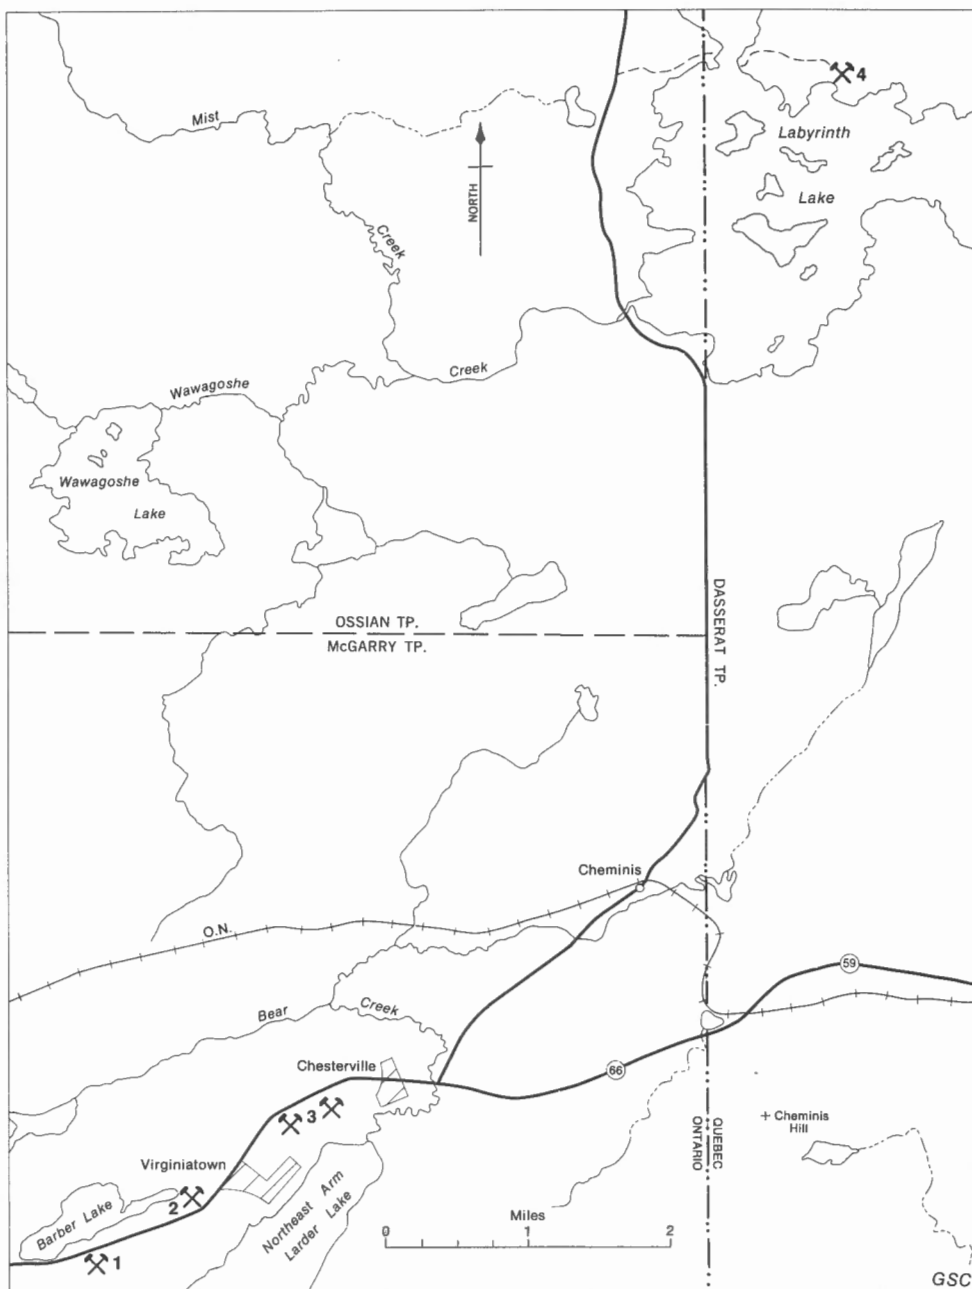 4
Mist
Labyrinth
Lake
NORTH
Creek
Creek
Wawagoshe
Wawagoshe
Lake
OSSIAN TP.
McGARRY TP.
DASSERAT TP.
Cheminis
O.N.
59
Bear
Creek
Chesterville
66
3
Cheminis
Hill
QUEBEC
ONTARIO
Virginiatown
Northeast Arm
Larder Lake
2
Barber Lake
Miles
0
2
1
GSC